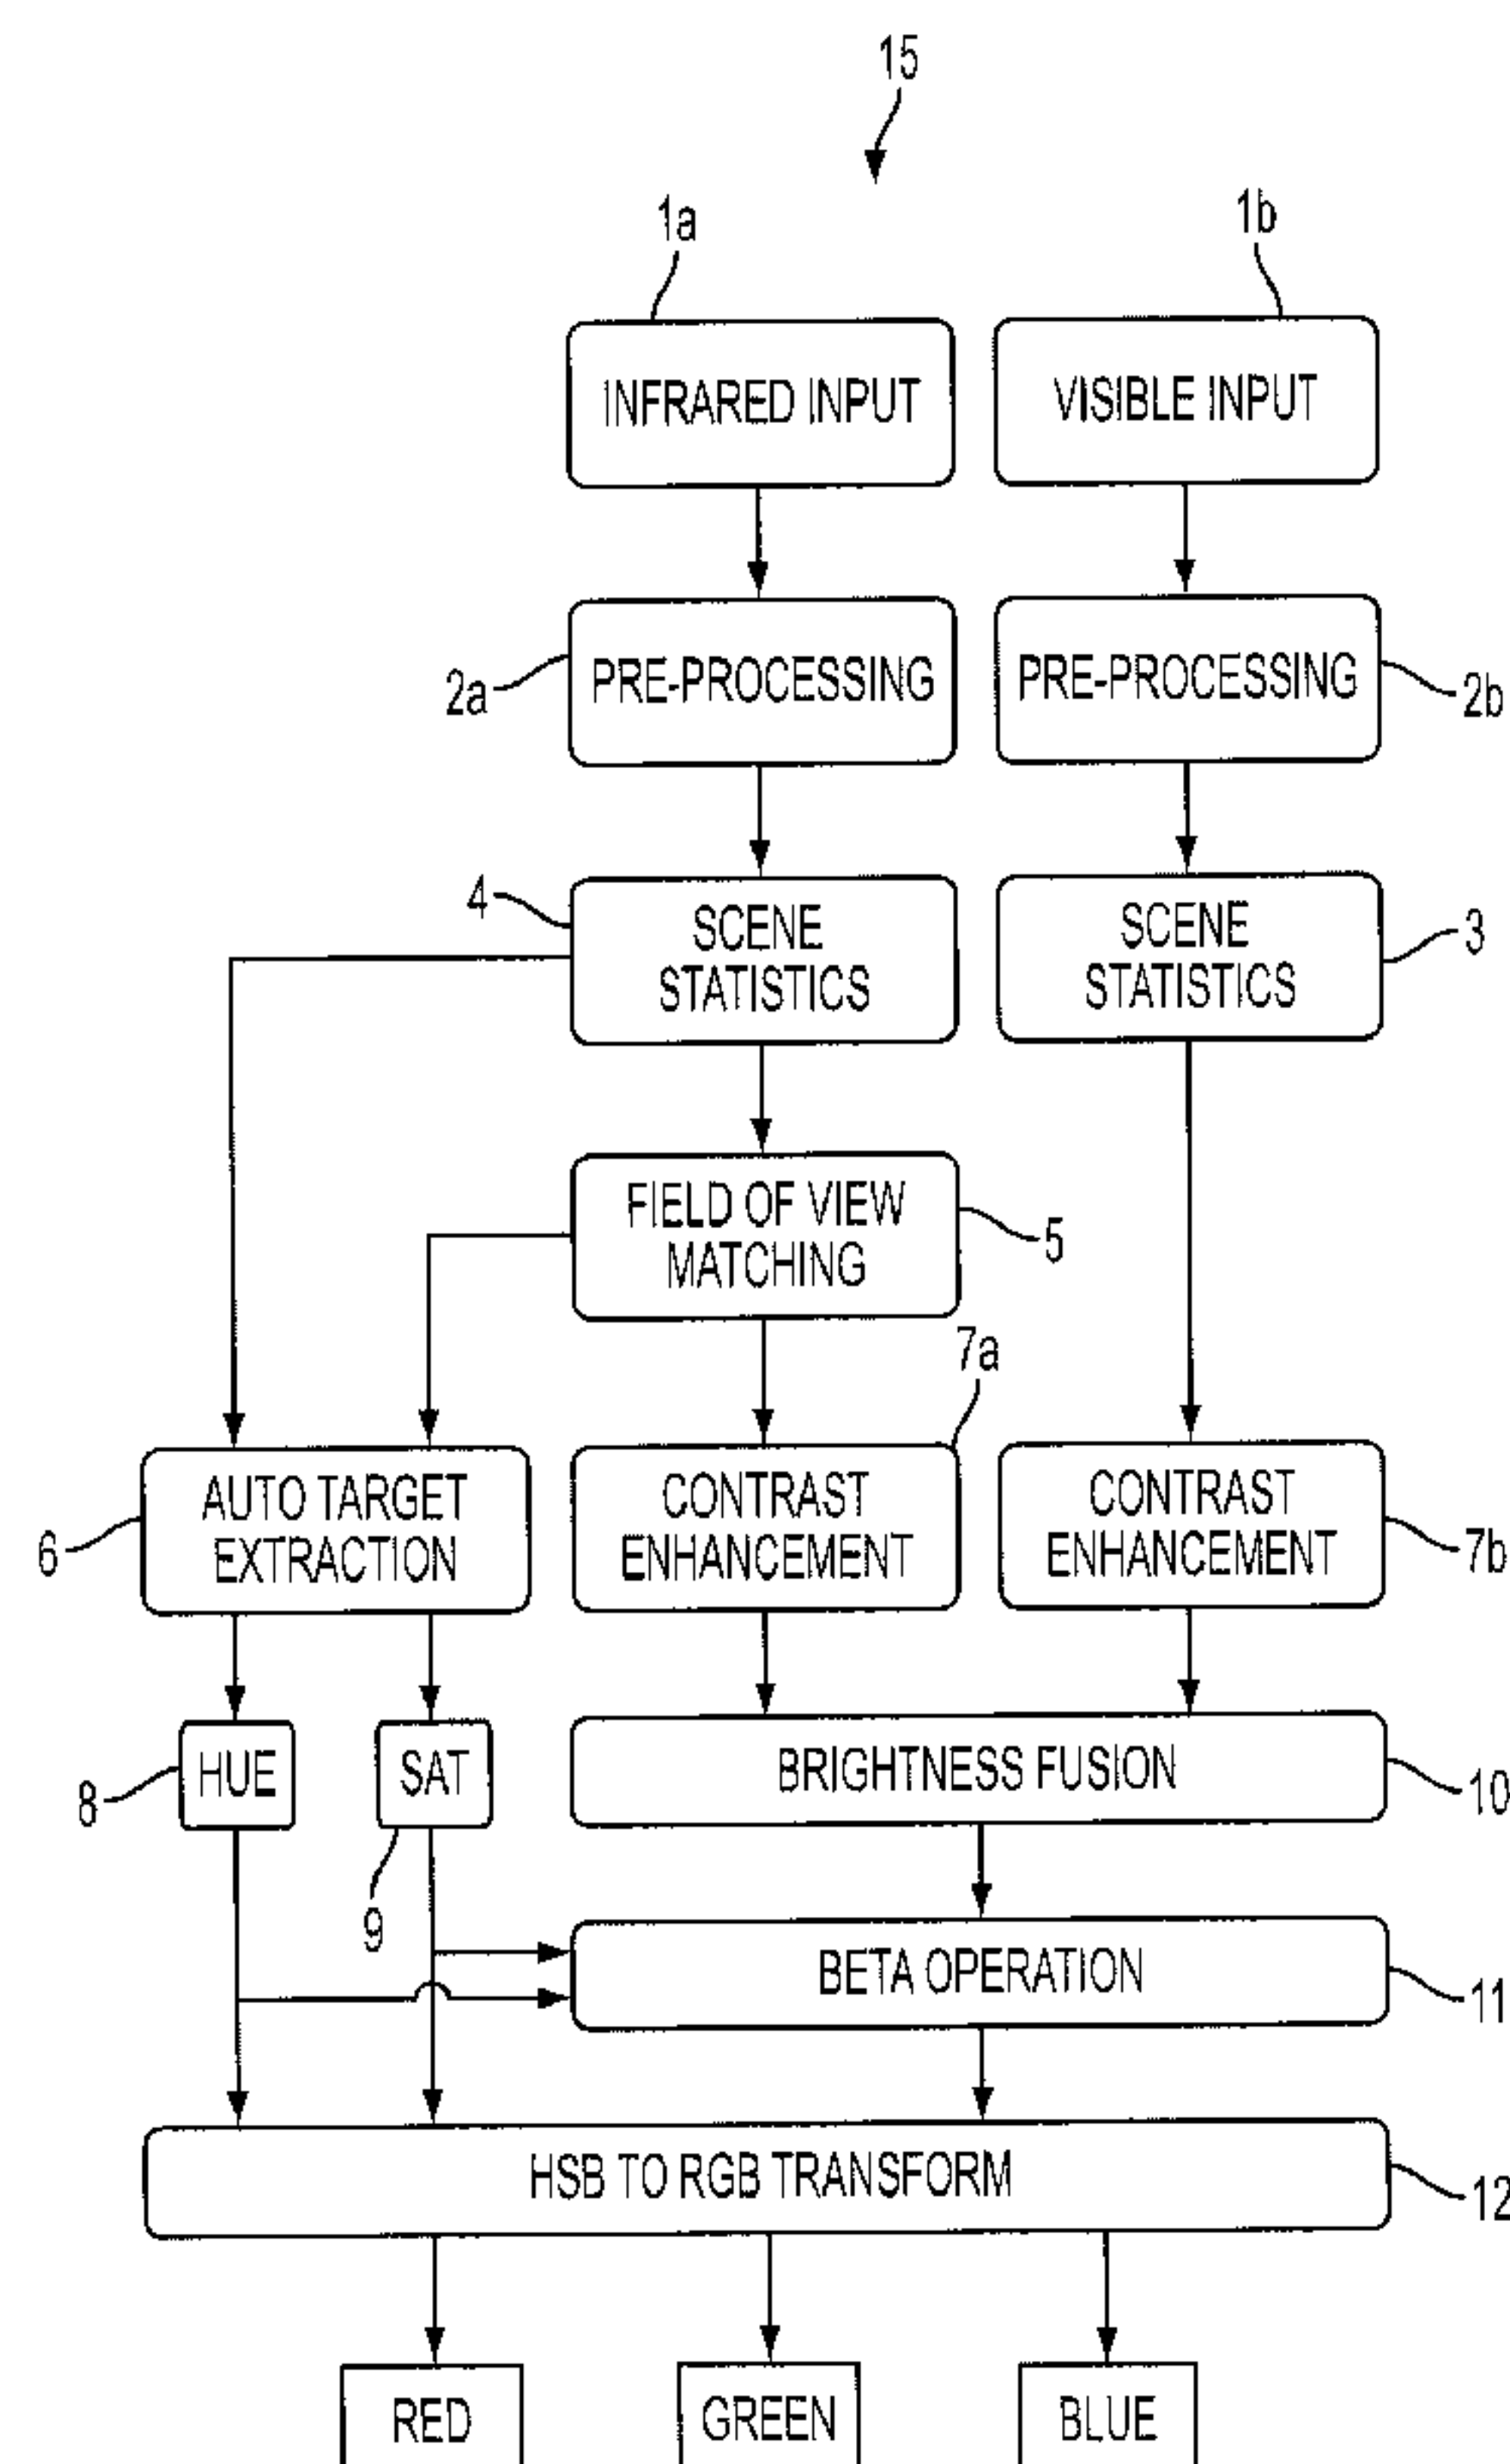 15
1a
1b
INFRARED INPUT
VISIBLE INPUT
2a
PRE-PROCESSING
PRE-PROCESSING
2b
4
SCENE
STATISTICS
SCENE
STATISTICS
3
FIELD OF VIEW
MATCHING
5
7a
6
AUTO TARGET
EXTRACTION
CONTRAST
ENHANCEMENT
CONTRAST
ENHANCEMENT
7b
8
HUE
SAT
9
BRIGHTNESS FUSION
10
BETA OPERATION
11
HSB TO RGB TRANSFORM
12
RED
GREEN
BLUE